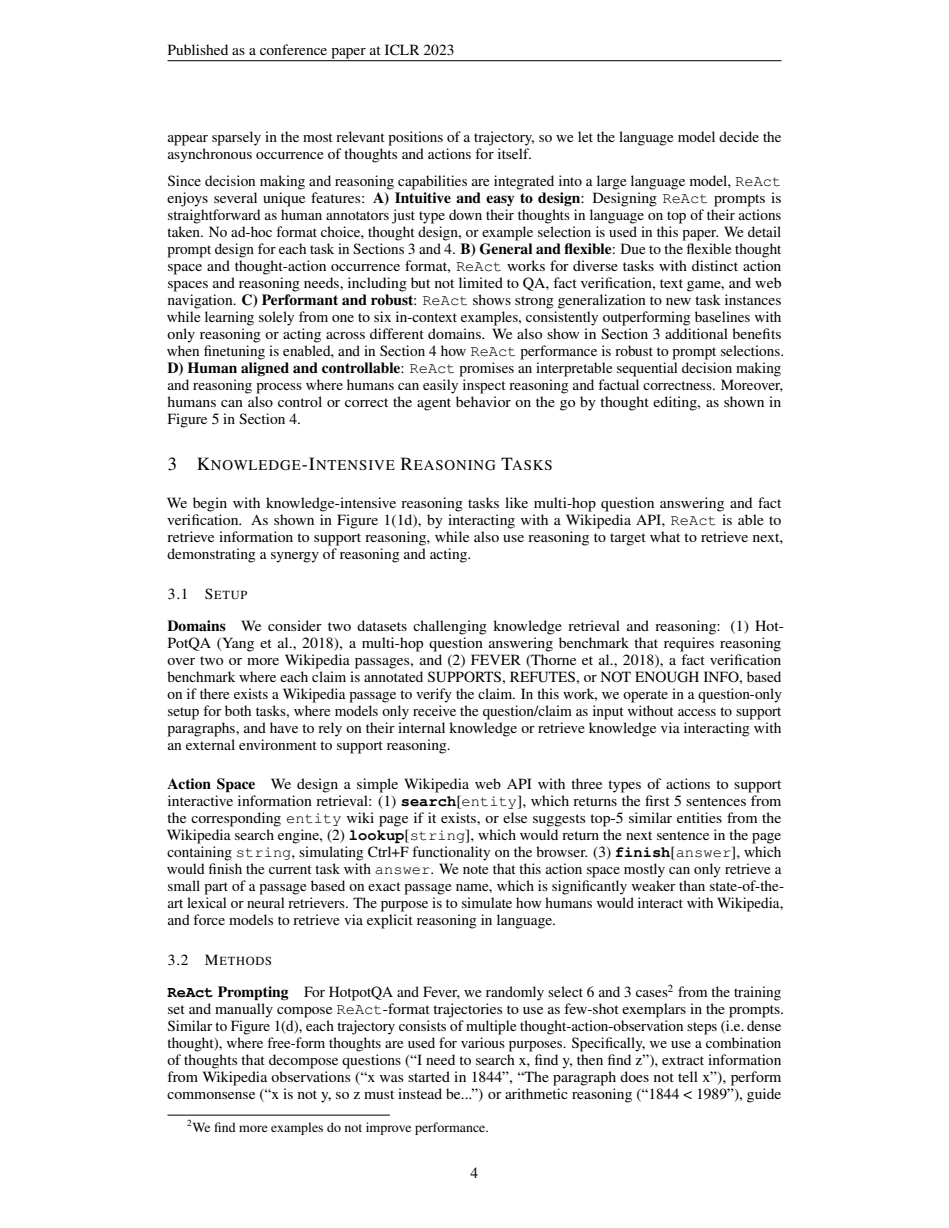 Published as a conference paper at ICLR 2023
appear sparsely in the most relevant positions of a trajectory, so we let the language model decide the
asynchronous occurrence of thoughts and actions for itself.
Since decision making and reasoning capabilities are integrated into a large language model, ReAct
enjoys several unique features: A) Intuitive and easy to design: Designing ReAct prompts is
straightforward as human annotators just type down their thoughts in language on top of their actions
taken. No ad-hoc format choice, thought design, or example selection is used in this paper. We detail
prompt design for each task in Sections 3 and 4. B) General and flexible: Due to the flexible thought
space and thought-action occurrence format, ReAct works for diverse tasks with distinct action
spaces and reasoning needs, including but not limited to QA, fact verification, text game, and web
navigation. C) Performant and robust: ReAct shows strong generalization to new task instances
while learning solely from one to six in-context examples, consistently outperforming baselines with
only reasoning or acting across different domains. We also show in Section 3 additional benefits
when finetuning is enabled, and in Section 4 how ReAct performance is robust to prompt selections.
D) Human aligned and controllable: ReAct promises an interpretable sequential decision making
and reasoning process where humans can easily inspect reasoning and factual correctness. Moreover,
humans can also control or correct the agent behavior on the go by thought editing, as shown in
Figure 5 in Section 4.
3 KNOWLEDGE-INTENSIVE REASONING TASKS
We begin with knowledge-intensive reasoning tasks like multi-hop question answering and fact
verification. As shown in Figure 1(1d), by interacting with a Wikipedia API, ReAct is able to
retrieve information to support reasoning, while also use reasoning to target what to retrieve next,
demonstrating a synergy of reasoning and acting.
3.1 SETUP
Domains We consider two datasets challenging knowledge retrieval and reasoning: (1) Hot-
PotQA (Yang et al., 2018), a multi-hop question answering benchmark that requires reasoning
over two or more Wikipedia passages, and (2) FEVER (Thorne et al., 2018), a fact verification
benchmark where each claim is annotated SUPPORTS, REFUTES, or NOT ENOUGH INFO, based
on if there exists a Wikipedia passage to verify the claim. In this work, we operate in a question-only
setup for both tasks, where models only receive the question/claim as input without access to support
paragraphs, and have to rely on their internal knowledge or retrieve knowledge via interacting with
an external environment to support reasoning.
Action Space We design a simple Wikipedia web API with three types of actions to support
interactive information retrieval: (1) search[entity], which returns the first 5 sentences from
the corresponding entity wiki page if it exists, or else suggests top-5 similar entities from the
Wikipedia search engine, (2) lookup[string], which would return the next sentence in the page
containing string, simulating Ctrl+F functionality on the browser. (3) finish[answer], which
would finish the current task with answer. We note that this action space mostly can only retrieve a
small part of a passage based on exact passage name, which is significantly weaker than state-of-the-
art lexical or neural retrievers. The purpose is to simulate how humans would interact with Wikipedia,
and force models to retrieve via explicit reasoning in language.
3.2 METHODS
ReAct Prompting For HotpotQA and Fever, we randomly select 6 and 3 cases² from the training
set and manually compose ReAct-format trajectories to use as few-shot exemplars in the prompts.
Similar to Figure 1(d), each trajectory consists of multiple thought-action-observation steps (i.e. dense
thought), where free-form thoughts are used for various purposes. Specifically, we use a combination
of thoughts that decompose questions (“I need to search x, find y, then find z”), extract information
from Wikipedia observations (“x was started in 1844”, “The paragraph does not tell x”), perform
commonsense (“x is not y, so z must instead be...”) or arithmetic reasoning (“1844 < 1989”), guide
²We find more examples do not improve performance.
4